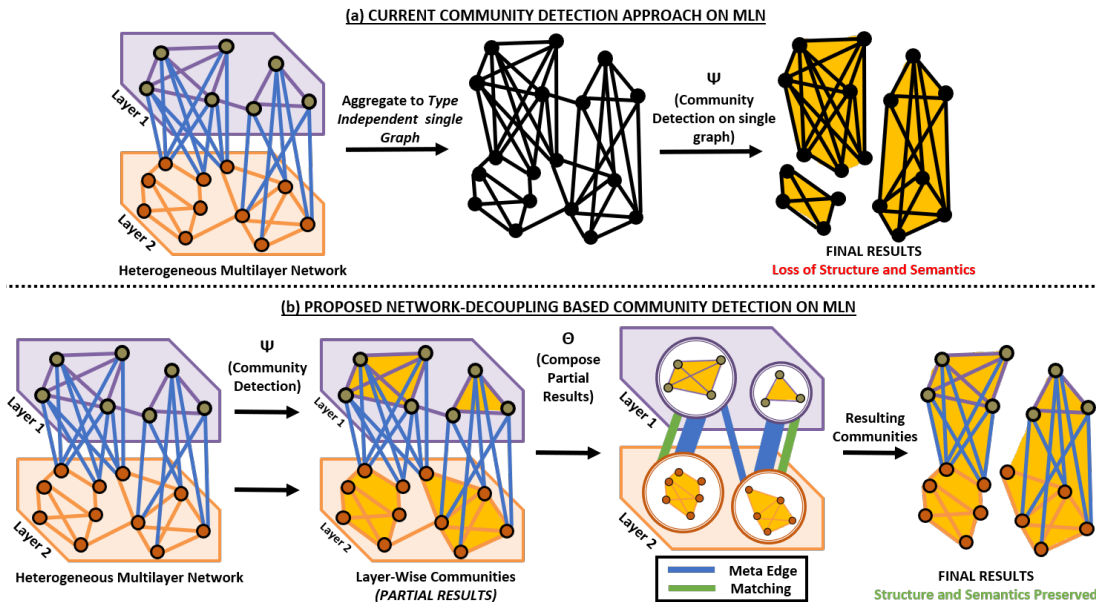 (a) CURRENT COMMUNITY DETECTION APPROACH ON MLN
Layer 1
Layer 2
Heterogeneous Multilayer Network
Aggregate to Type
Independent single
Graph
Ψ
(Community
Detection on single
graph)
FINAL RESULTS
Loss of Structure and Semantics
(b) PROPOSED NETWORK-DECOUPLING BASED COMMUNITY DETECTION ON MLN
Layer 1
Layer 2
Heterogeneous Multilayer Network
Ψ
(Community
Detection)
Layer 1
Layer 2
Layer-Wise Communities
(PARTIAL RESULTS)
Θ
(Compose
Partial
Results)
Layer 1
Layer 2
Meta Edge
Matching
Resulting
Communities
FINAL RESULTS
Structure and Semantics Preserved